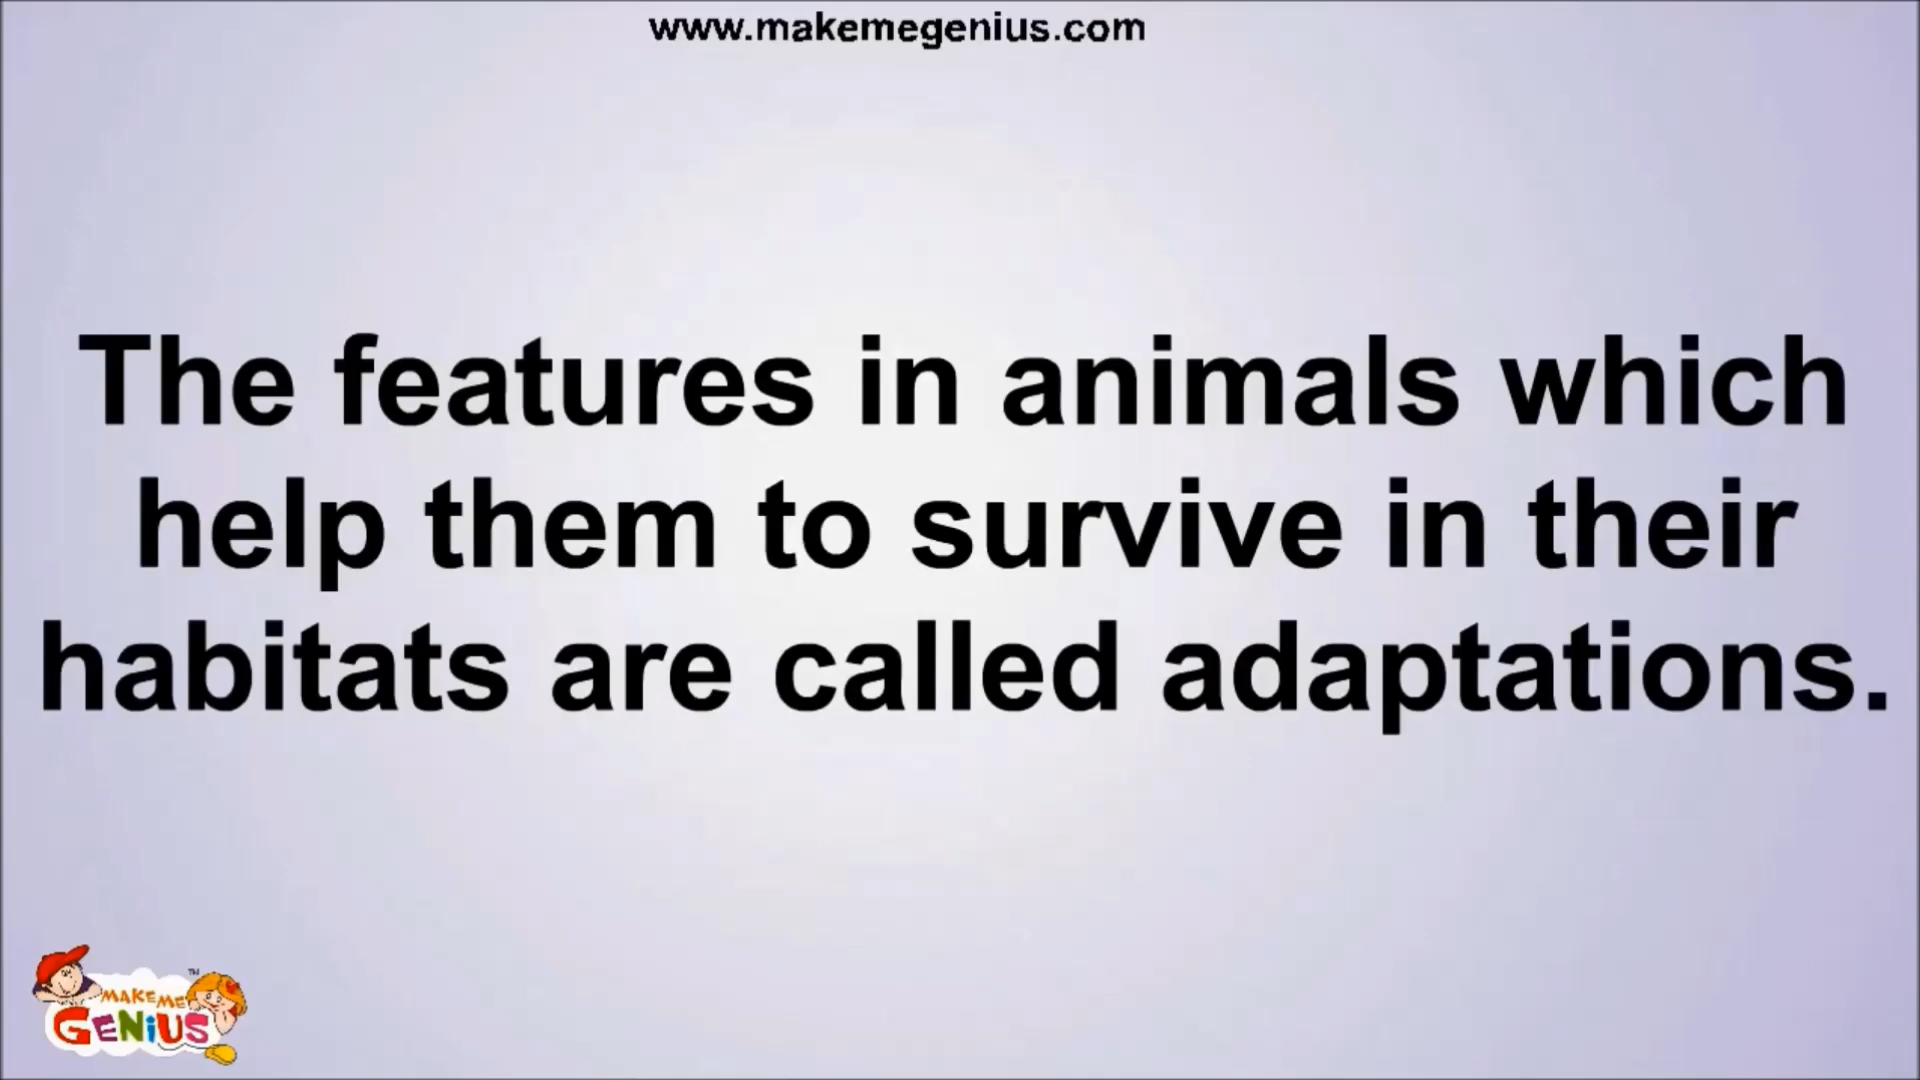 www.makemegenius.com
The features in animals which
help them to survive in their
habitats are called adaptations.
MAKE ME
TM
GENiUS